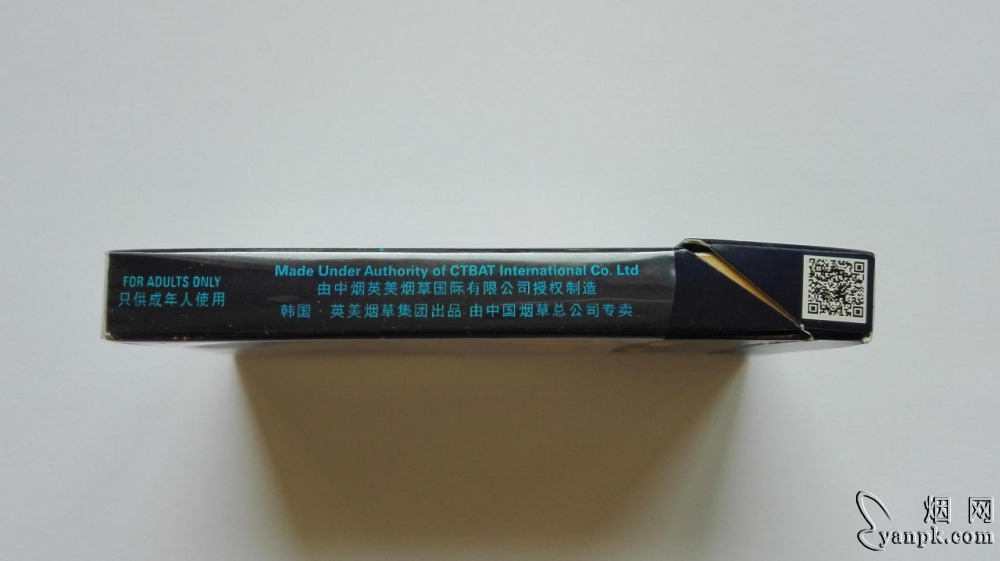 FOR ADULTS ONLY
只供成年人使用
Made Under Authority of CTBAT International Co. Ltd
由中烟英美烟草国际有限公司授权制造
韩国·英美烟草集团出品 由中国烟草总公司专卖
烟网
yanpk.com